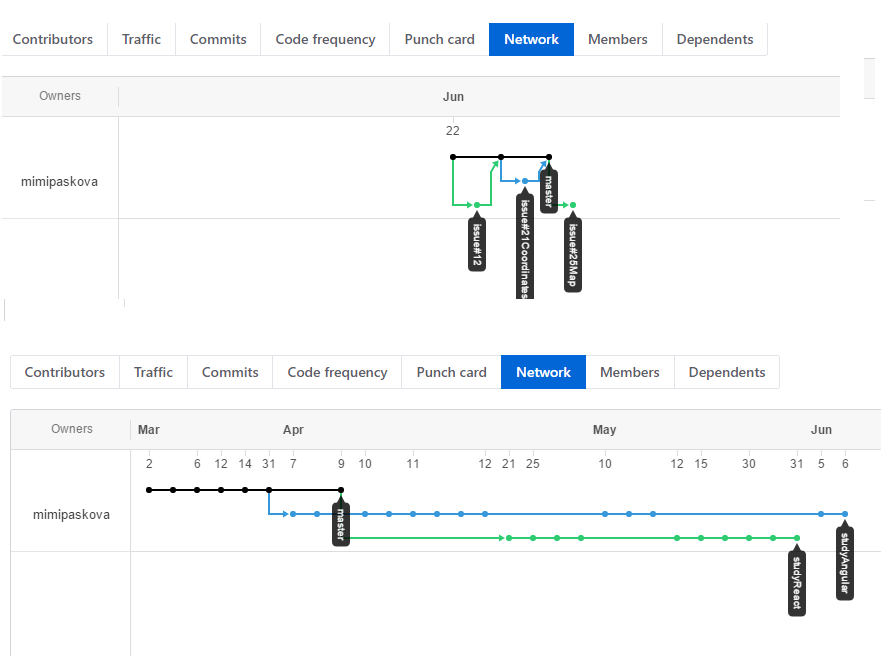 Contributors Traffic Commits Code frequency Punch card Network Members Dependents
Owners Jun
22
mimipaskova
master
issue#12
issue#21Coordinates
issue#25Map
Contributors Traffic Commits Code frequency Punch card Network Members Dependents
Owners Mar Apr May Jun
2 6 12 14 31 7 9 10 11 12 21 25 10 12 15 30 31 5 6
mimipaskova
master
studyAngular
studyReact